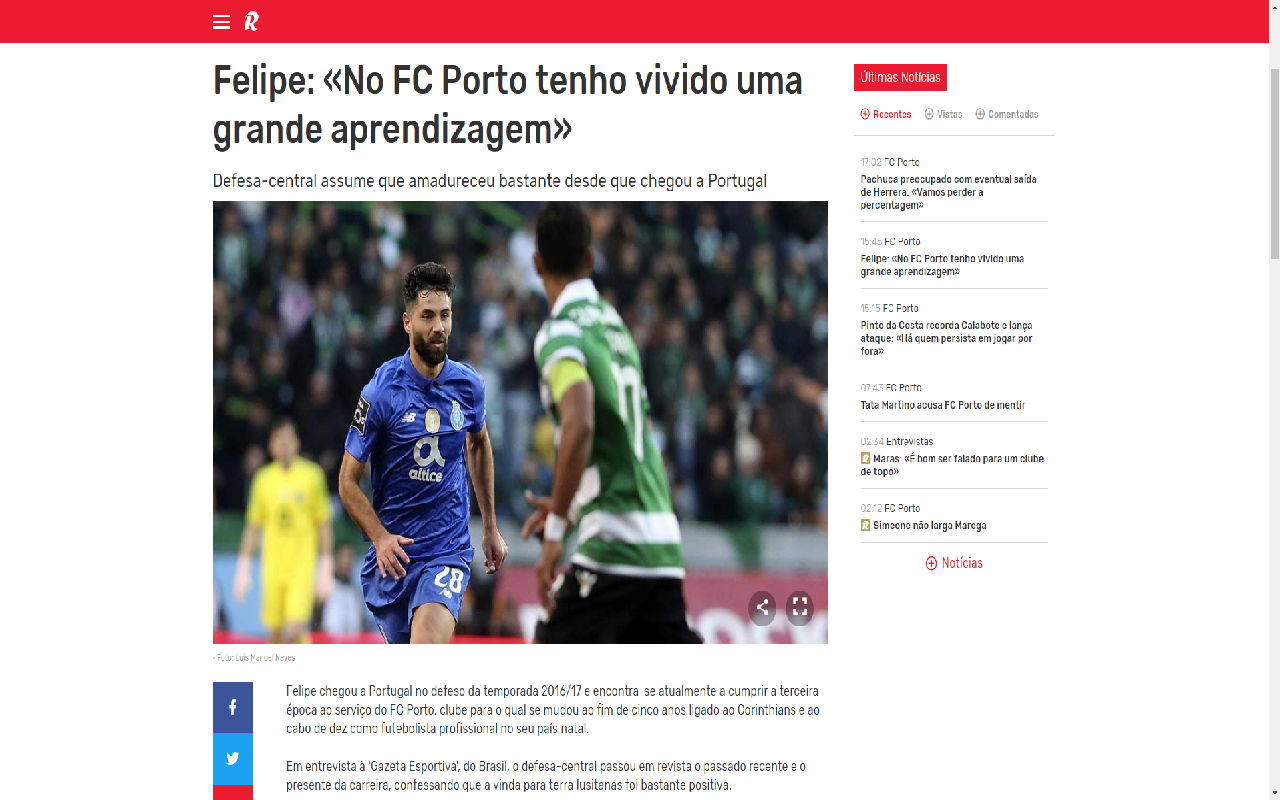 R
Felipe: «No FC Porto tenho vivido uma
grande aprendizagem»
Defesa-central assume que amadureceu bastante desde que chegou a Portugal
NB
altice
28
17
- Foto: Luís Manuel Neves
Felipe chegou a Portugal no defeso da temporada 2016/17 e encontra-se atualmente a cumprir a terceira
época ao serviço do FC Porto, clube para o qual se mudou ao fim de cinco anos ligado ao Corinthians e ao
cabo de dez como futebolista profissional no seu país natal.
Em entrevista à 'Gazeta Esportiva', do Brasil, o defesa-central passou em revista o passado recente e o
presente da carreira, confessando que a vinda para terra lusitanas foi bastante positiva.
Últimas Notícias
Recentes Vistas Comentadas
17:02 FC Porto
Pachuca preocupado com eventual saída
de Herrera: «Vamos perder a
percentagem»
15:45 FC Porto
Felipe: «No FC Porto tenho vivido uma
grande aprendizagem»
15:15 FC Porto
Pinto da Costa recorda Calabote e lança
ataque: «Há quem persista em jogar por
fora»
07:43 FC Porto
Tata Martino acusa FC Porto de mentir
02:34 Entrevistas
R Maras: «É bom ser falado para um clube
de topo»
02:12 FC Porto
R Simeone não larga Marega
Notícias